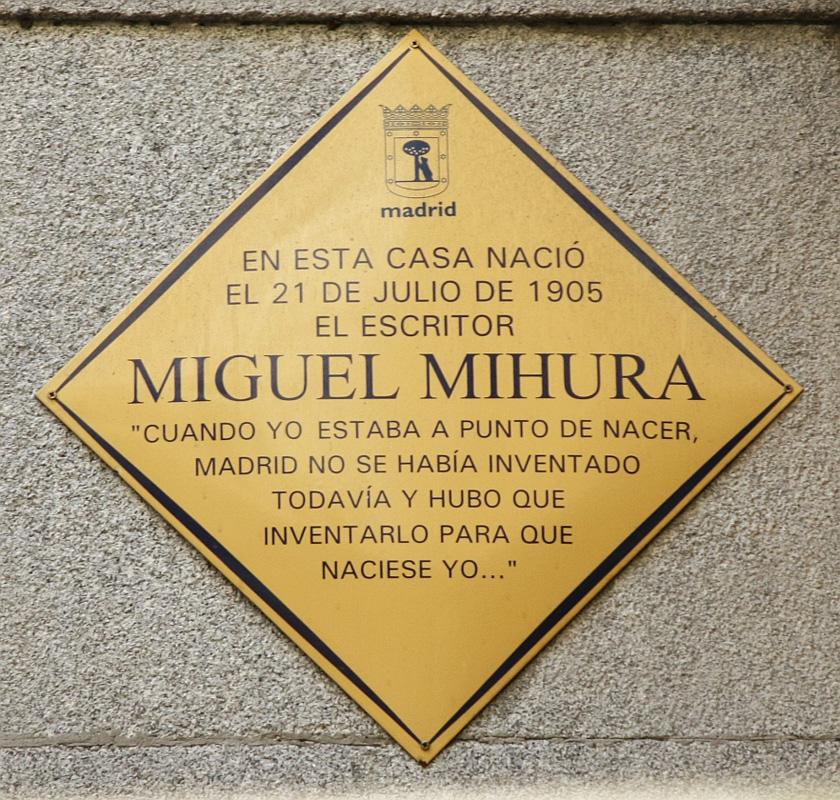 madrid
EN ESTA CASA NACIÓ
EL 21 DE JULIO DE 1905
EL ESCRITOR
MIGUEL MIHURA
"CUANDO YO ESTABA A PUNTO DE NACER,
MADRID NO SE HABÍA INVENTADO
TODAVÍA Y HUBO QUE
INVENTARLO PARA QUE
NACIESE YO..."